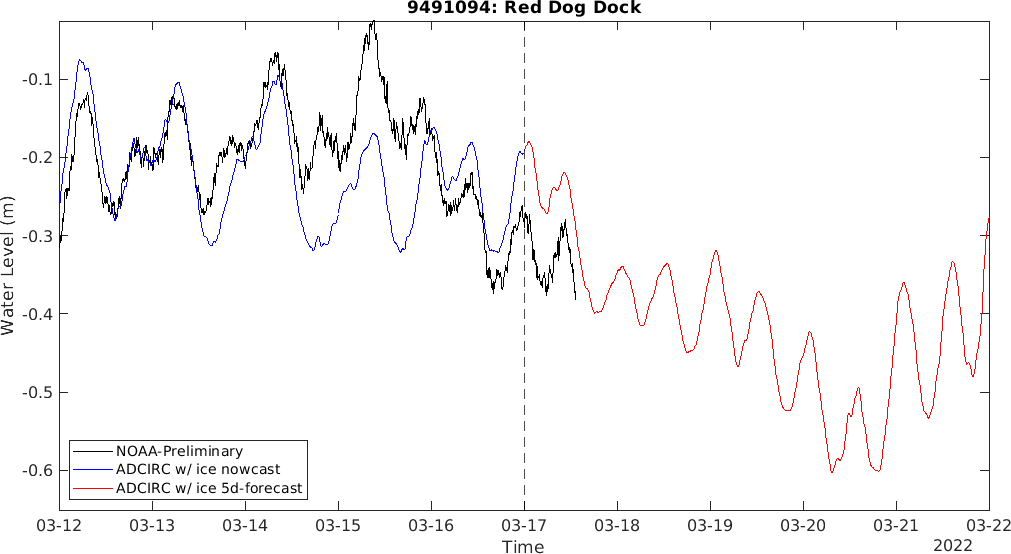 9491094: Red Dog Dock
Water Level (m)
-0.1
-0.2
-0.3
-0.4
-0.5
-0.6
NOAA-Preliminary
ADCIRC w/ ice nowcast
ADCIRC w/ ice 5d-forecast
03-12 03-13 03-14 03-15 03-16 03-17 03-18 03-19 03-20 03-21 03-22
Time
2022